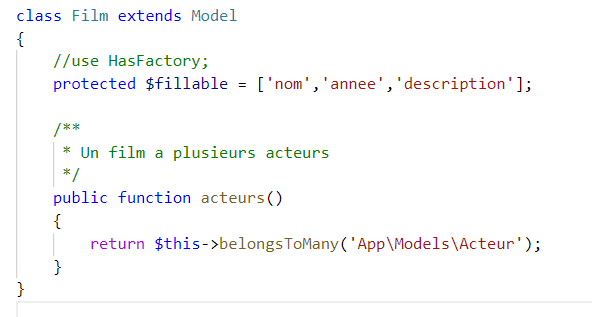 class Film extends Model
{
    //use HasFactory;
    protected $fillable = ['nom','annee','description'];

    /**
     * Un film a plusieurs acteurs
     */
    public function acteurs()
    {
        return $this->belongsToMany('App\Models\Acteur');
    }
}